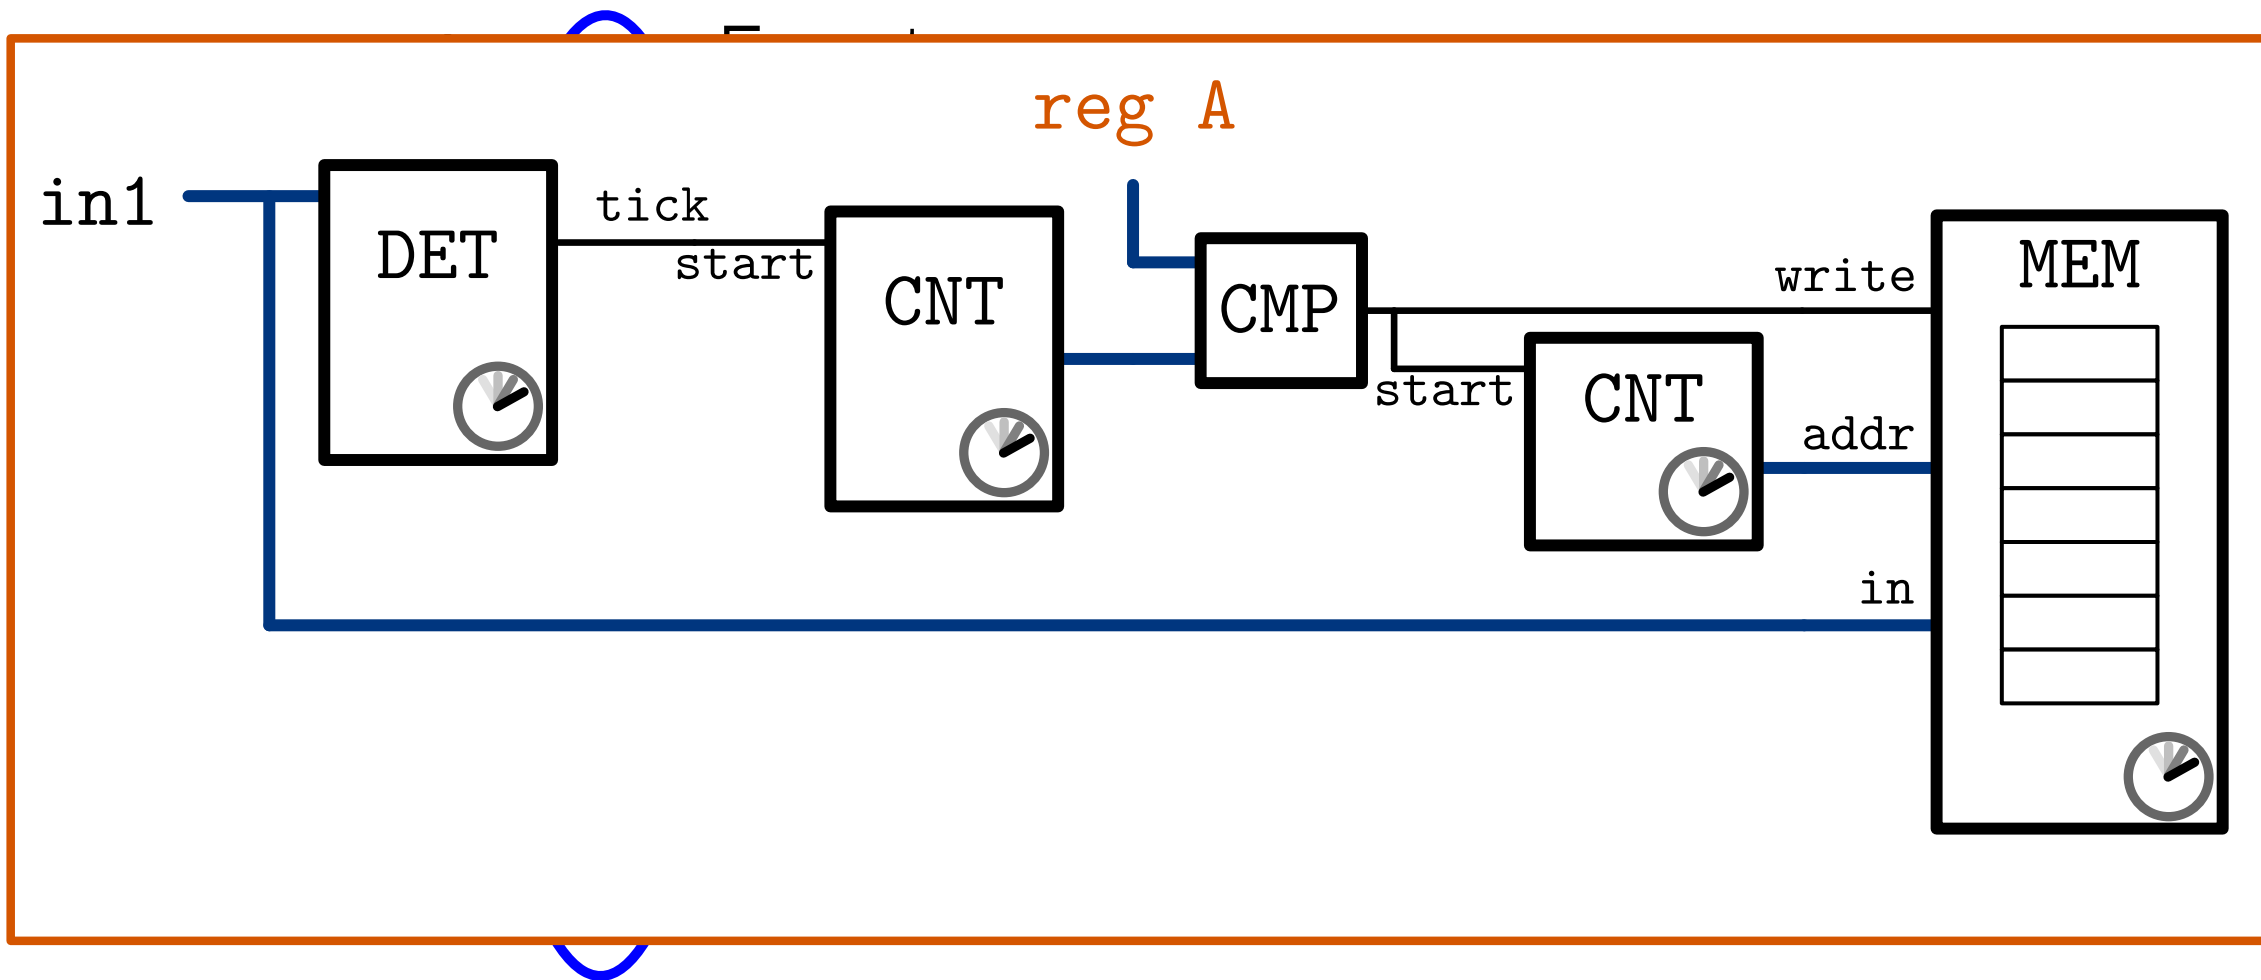 reg A
in1
tick
DET
start
CNT
CMP
write
MEM
start
CNT
addr
in